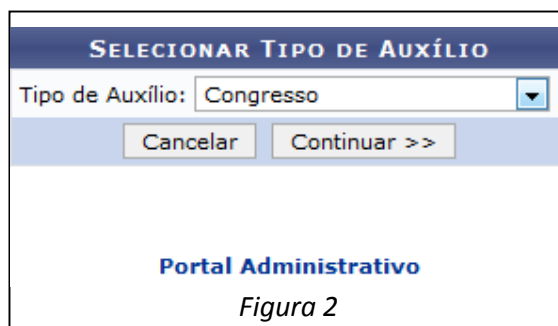 SELECIONAR TIPO DE AUXÍLIO
Tipo de Auxílio: Congresso
Cancelar Continuar >>
Portal Administrativo
Figura 2